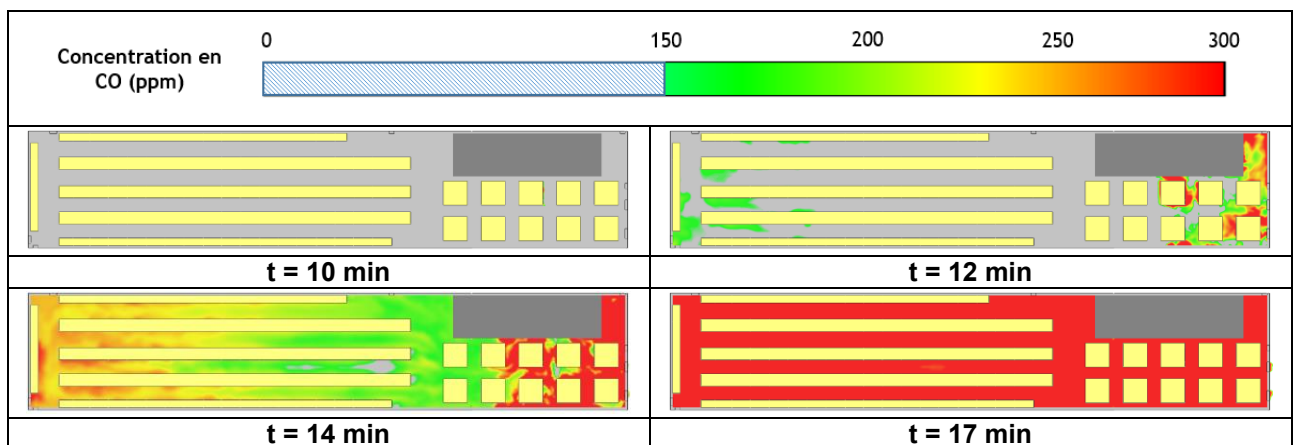 Concentration en
CO (ppm)
0 150 200 250 300
t = 10 min t = 12 min
t = 14 min t = 17 min